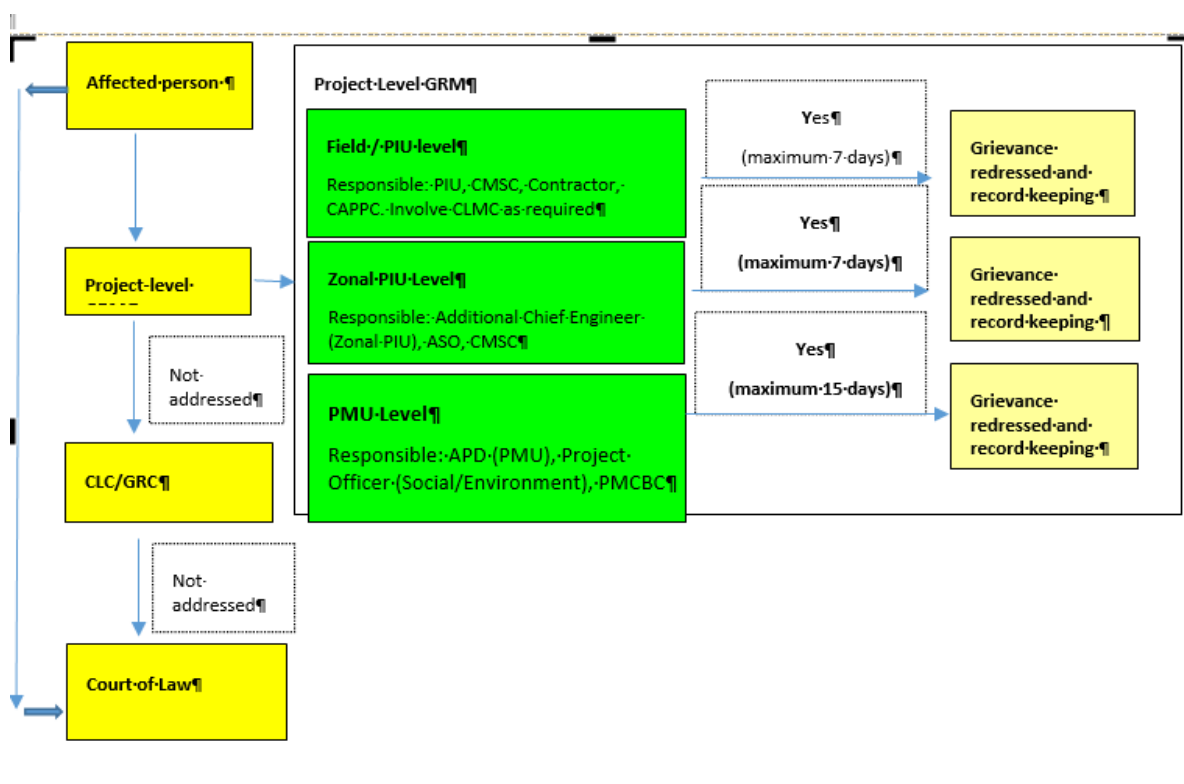 Affected·person·¶
Project·Level·GRM¶
Yes¶
(maximum·7·days)¶
Field·/·PIU·level¶
Responsible:·PIU,·CMSC,·Contractor,·
CAPPC.·Involve·CLMC·as·required¶
Grievance·
redressed·and·
record·keeping·¶
Project-level·
Zonal·PIU·Level¶
Responsible:·Additional·Chief·Engineer·
(Zonal·PIU),·ASO,·CMSC¶
Yes¶
(maximum·7·days)¶
Grievance·
redressed·and·
record·keeping·¶
Not·
addressed¶
PMU·Level¶
Responsible:·APD·(PMU),·Project·
Officer·(Social/Environment),·PMCBC¶
Yes¶
(maximum·15·days)¶
Grievance·
redressed·and·
record·keeping·¶
CLC/GRC¶
Not·
addressed¶
Court·of·Law¶